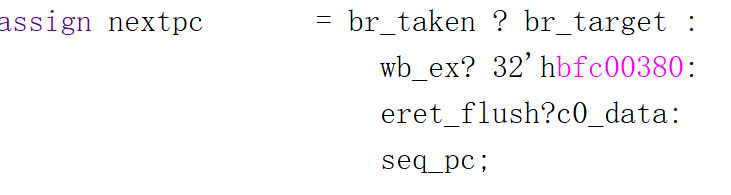 assign nextpc = br_taken ? br_target :
wb_ex? 32'hbfc00380:
eret_flush?c0_data:
seq_pc;